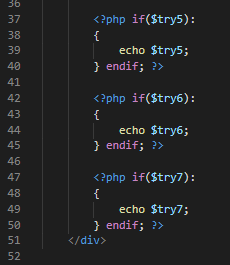 36
37 <?php if($try5):
38 {
39 echo $try5;
40 } endif; ?>
41
42 <?php if($try6):
43 {
44 echo $try6;
45 } endif; ?>
46
47 <?php if($try7):
48 {
49 echo $try7;
50 } endif; ?>
51 </div>
52